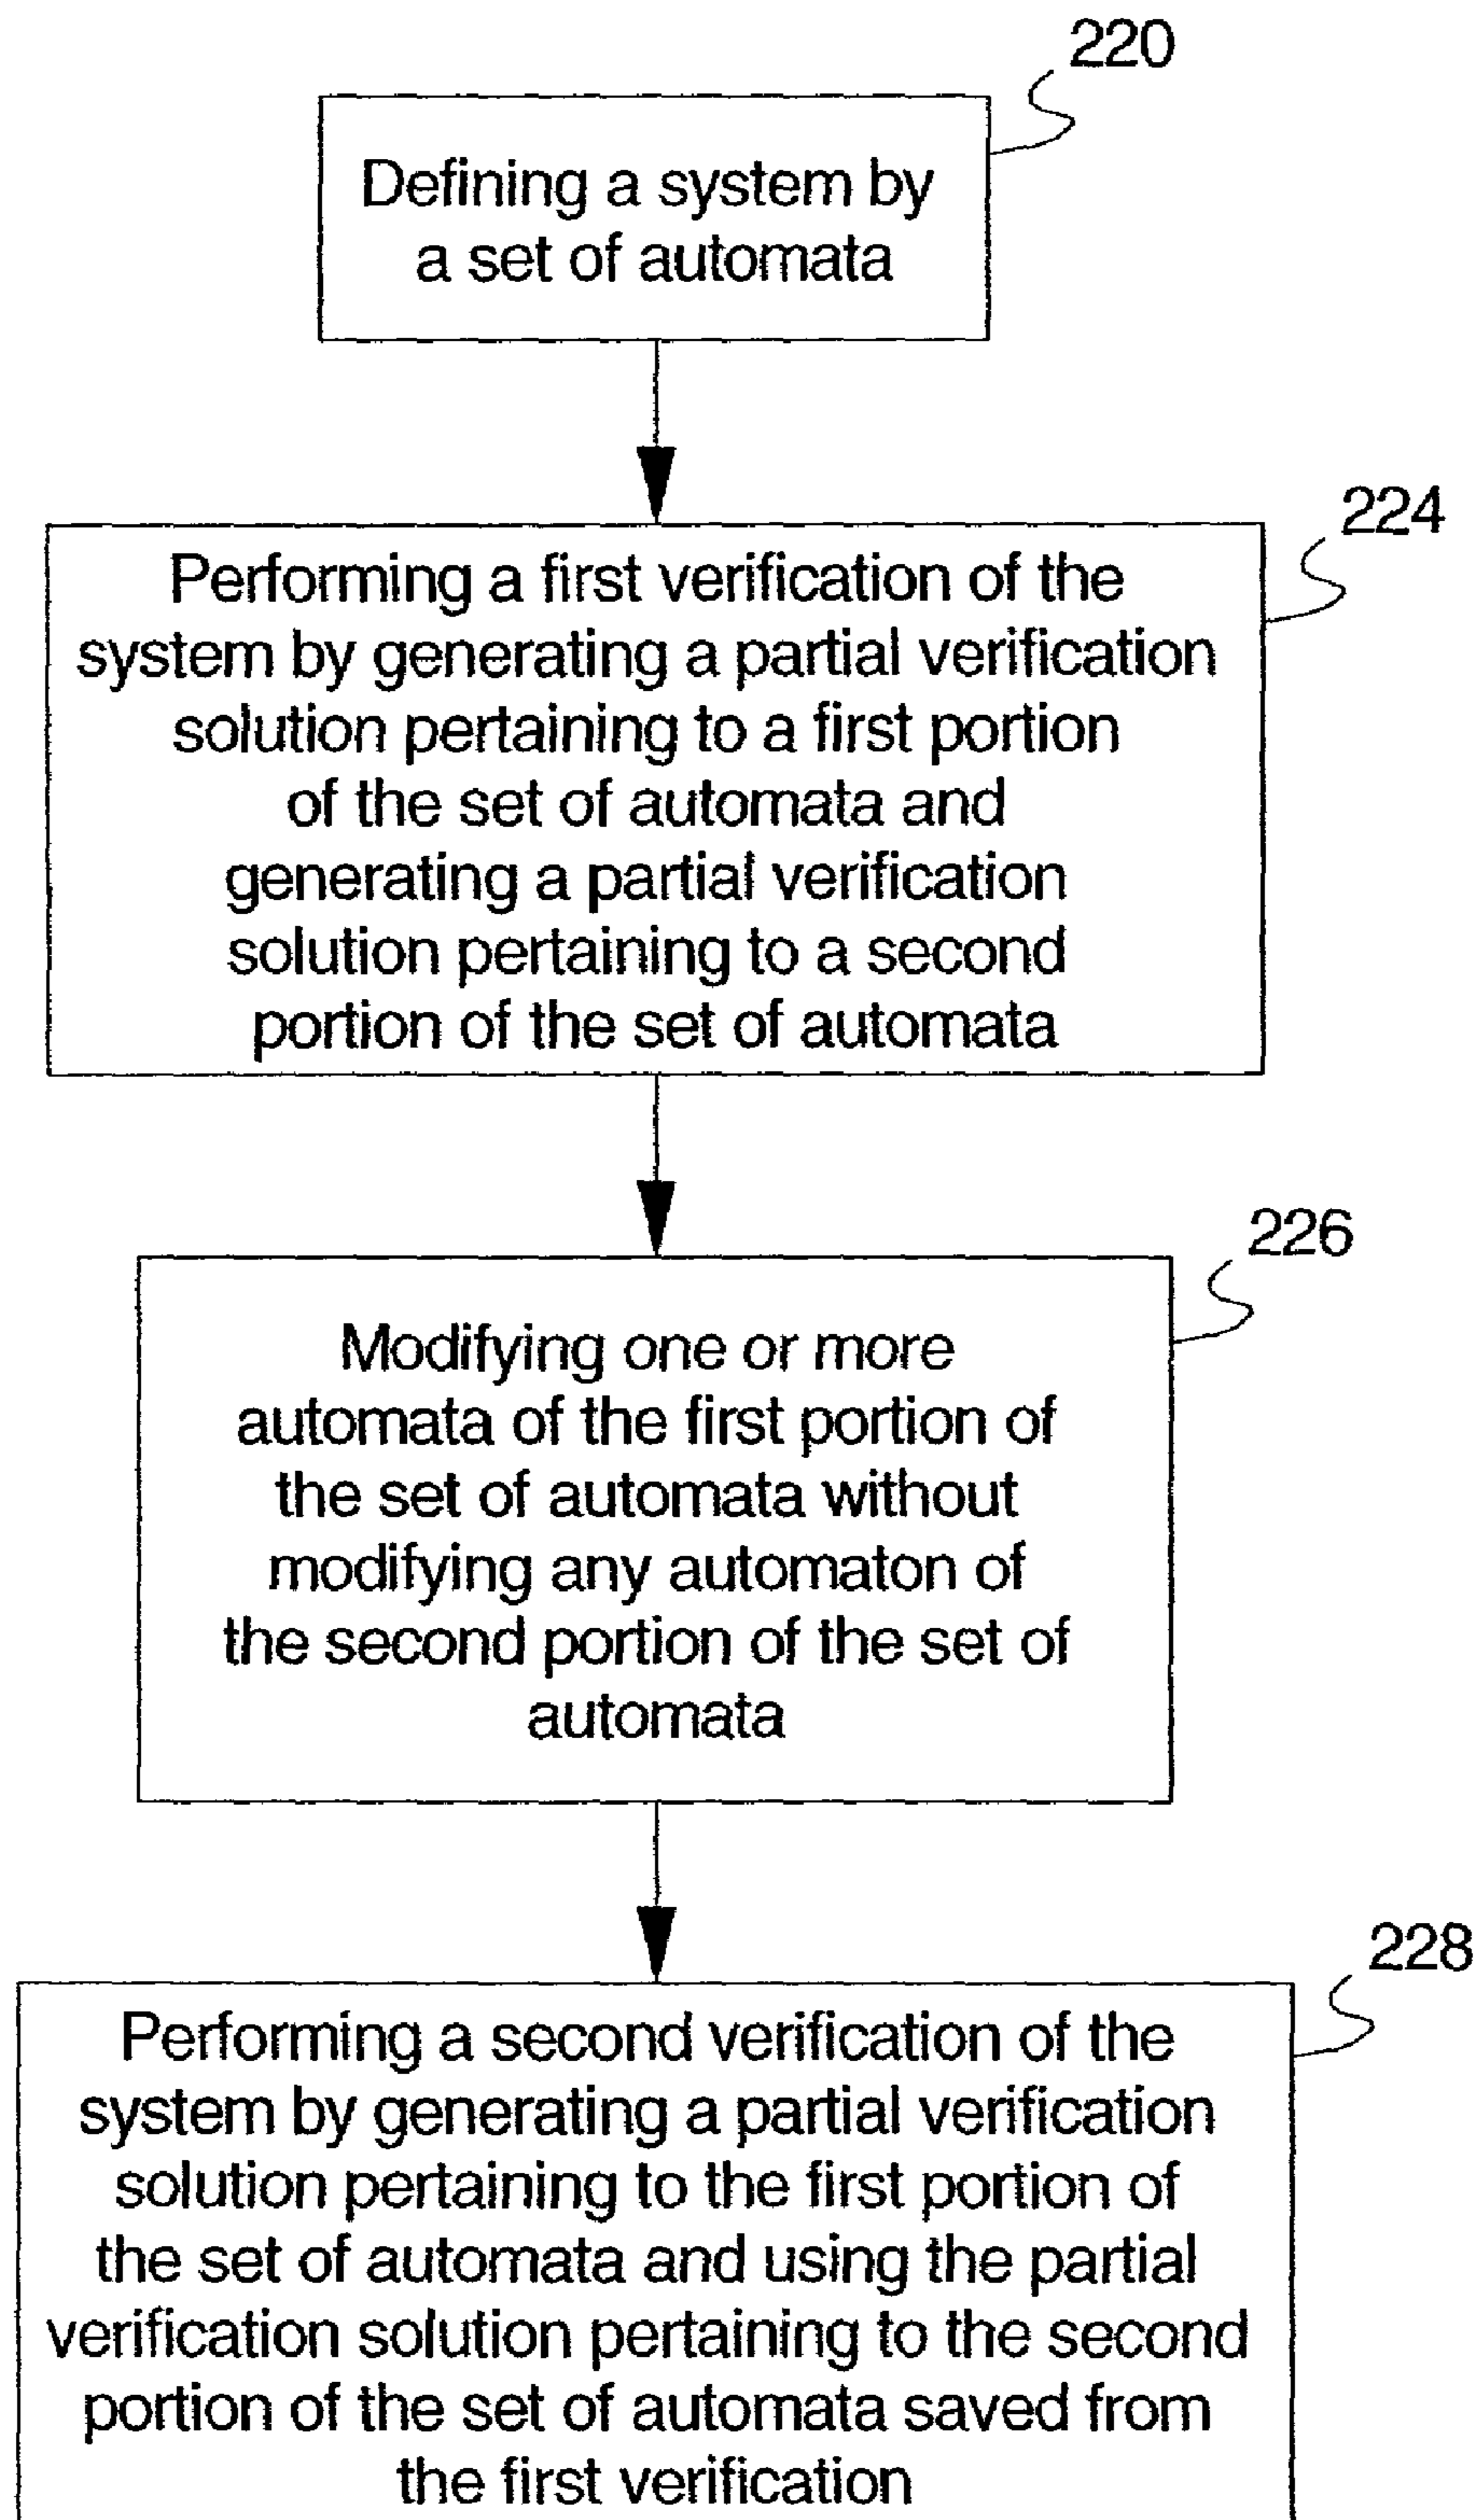 220
Defining a system by
a set of automata
224
Performing a first verification of the
system by generating a partial verification
solution pertaining to a first portion
of the set of automata and
generating a partial verification
solution pertaining to a second
portion of the set of automata
226
Modifying one or more
automata of the first portion of
the set of automata without
modifying any automaton of
the second portion of the set of
automata
228
Performing a second verification of the
system by generating a partial verification
solution pertaining to the first portion of
the set of automata and using the partial
verification solution pertaining to the second
portion of the set of automata saved from
the first verification